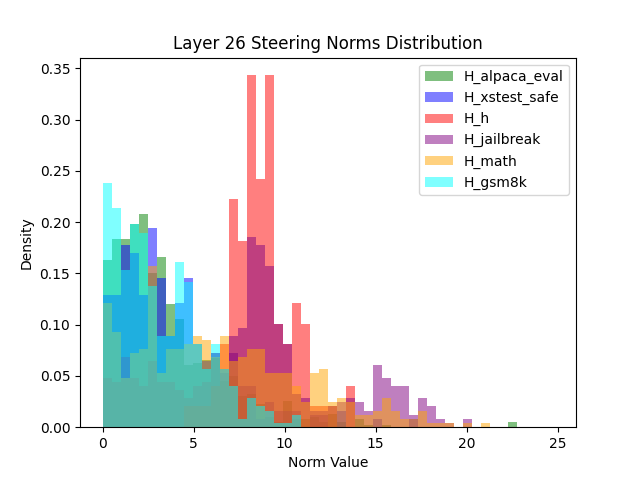 Layer 26 Steering Norms Distribution
0.35
0.30
0.25
0.20
0.15
0.10
0.05
0.00
Density
H_alpaca_eval
H_xstest_safe
H_h
H_jailbreak
H_math
H_gsm8k
0 5 10 15 20 25
Norm Value